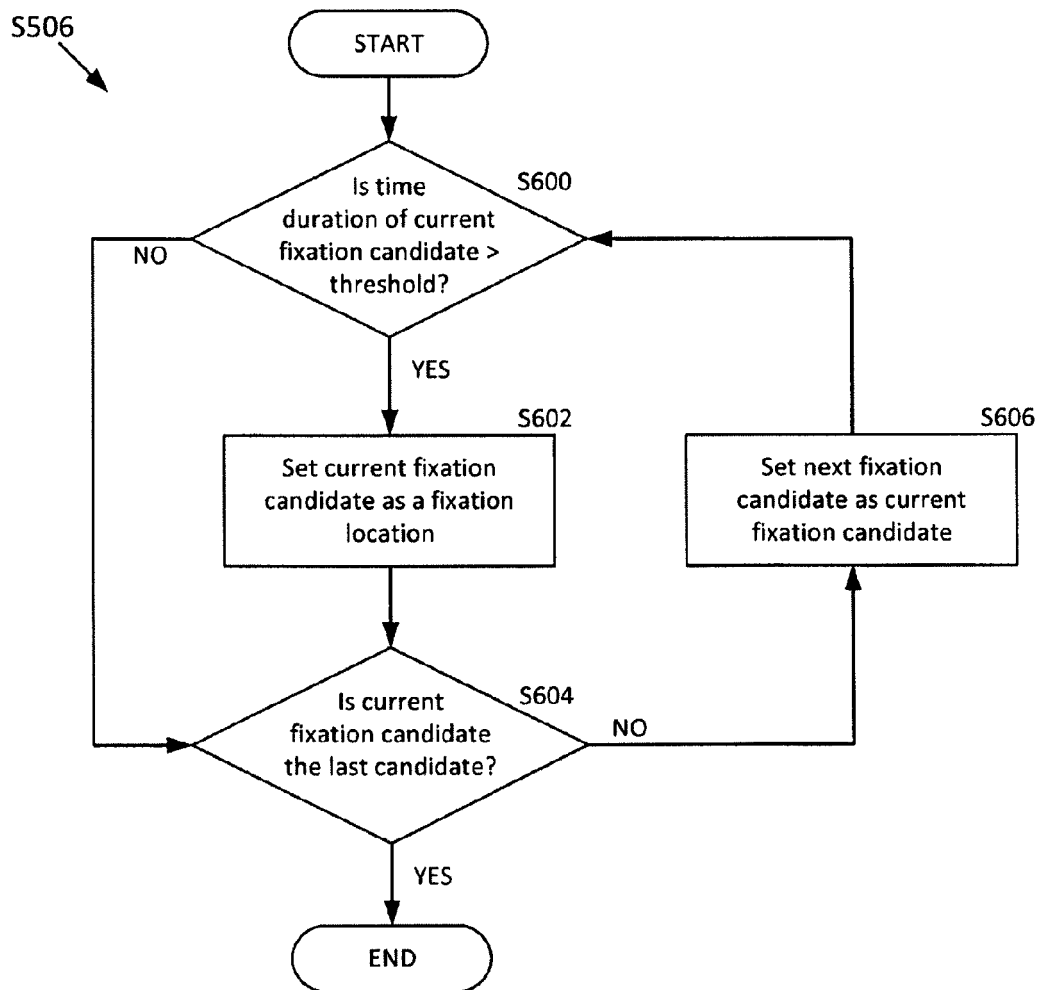 S506
START
S600
Is time
duration of current
fixation candidate >
threshold?
NO
YES
S602
Set current fixation
candidate as a fixation
location
S606
Set next fixation
candidate as current
fixation candidate
S604
Is current
fixation candidate
the last candidate?
NO
YES
END